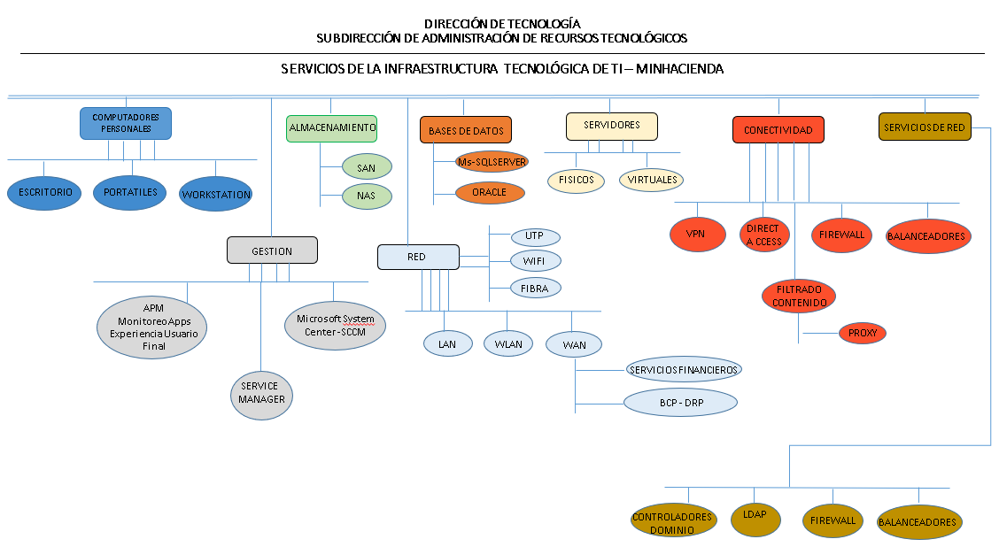 DIRECCIÓN DE TECNOLOGÍA
SUBDIRECCIÓN DE ADMINISTRACIÓN DE RECURSOS TECNOLÓGICOS
SERVICIOS DE LA INFRAESTRUCTURA TECNOLÓGICA DE TI – MINHACIENDA
COMPUTADORES
PERSONALES
ESCRITORIO
PORTATILES
WORKSTATION
ALMACENAMIENTO
SAN
NAS
BASES DE DATOS
Ms-SQLSERVER
ORACLE
SERVIDORES
FISICOS
VIRTUALES
CONECTIVIDAD
VPN
DIRECT
ACCESS
FIREWALL
BALANCEADORES
FILTRADO
CONTENIDO
PROXY
SERVICIOS DE RED
GESTION
APM
Monitoreo Apps
Experiencia Usuario
Final
SERVICE
MANAGER
Microsoft System
Center -SCCM
RED
UTP
WIFI
FIBRA
LAN
WLAN
WAN
SERVICIOS FINANCIEROS
BCP - DRP
CONTROLADORES
DOMINIO
LDAP
FIREWALL
BALANCEADORES